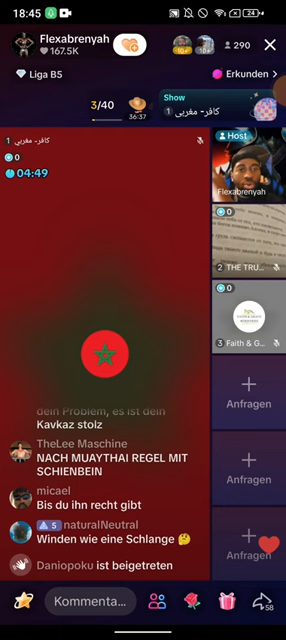 18:45
24
Flexabrenyah
167.5K
290
Liga B5
Erkunden >
3/40
36:37
Show
1 كافر- مغربي
1 كافر- مغربي
0
04:49
Host
Flexabrenyah
0
2 THE TRU...
0
3 Faith & G...
Anfragen
Anfragen
Anfragen
dein Problem, es ist dein
Kavkaz stolz
TheLee Maschine
NACH MUAYTHAI REGEL MIT
SCHIENBEIN
micael
Bis du ihn recht gibt
5 naturalNeutral
Winden wie eine Schlange 🤔
Daniopoku ist beigetreten
Kommenta...
58